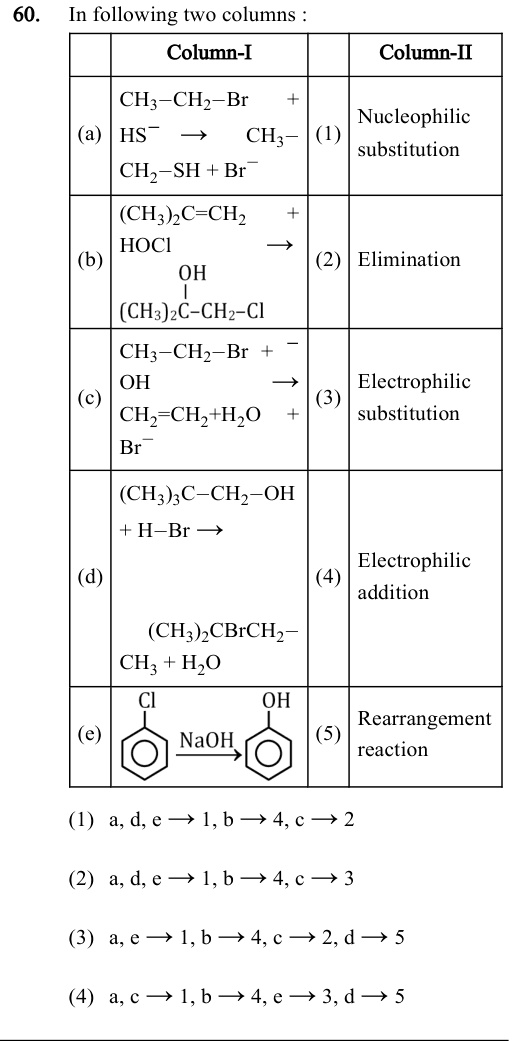 60. In following two columns :
Column-I Column-II
(a) CH₃–CH₂–Br + HS⁻ ⟶ CH₃–CH₂–SH + Br⁻ (1) Nucleophilic substitution
(b) (CH₃)₂C=CH₂ + HOCl ⟶ (2) Elimination
OH
|
(CH₃)₂C–CH₂–Cl
(c) CH₃–CH₂–Br + ⁻OH ⟶ CH₂=CH₂+H₂O + Br⁻ (3) Electrophilic substitution
(d) (CH₃)₃C–CH₂–OH + H–Br ⟶ (4) Electrophilic addition
(CH₃)₂CBrCH₂–CH₃ + H₂O
(e) Cl NaOH OH (5) Rearrangement reaction
(1) a, d, e ⟶ 1, b ⟶ 4, c ⟶ 2
(2) a, d, e ⟶ 1, b ⟶ 4, c ⟶ 3
(3) a, e ⟶ 1, b ⟶ 4, c ⟶ 2, d ⟶ 5
(4) a, c ⟶ 1, b ⟶ 4, e ⟶ 3, d ⟶ 5